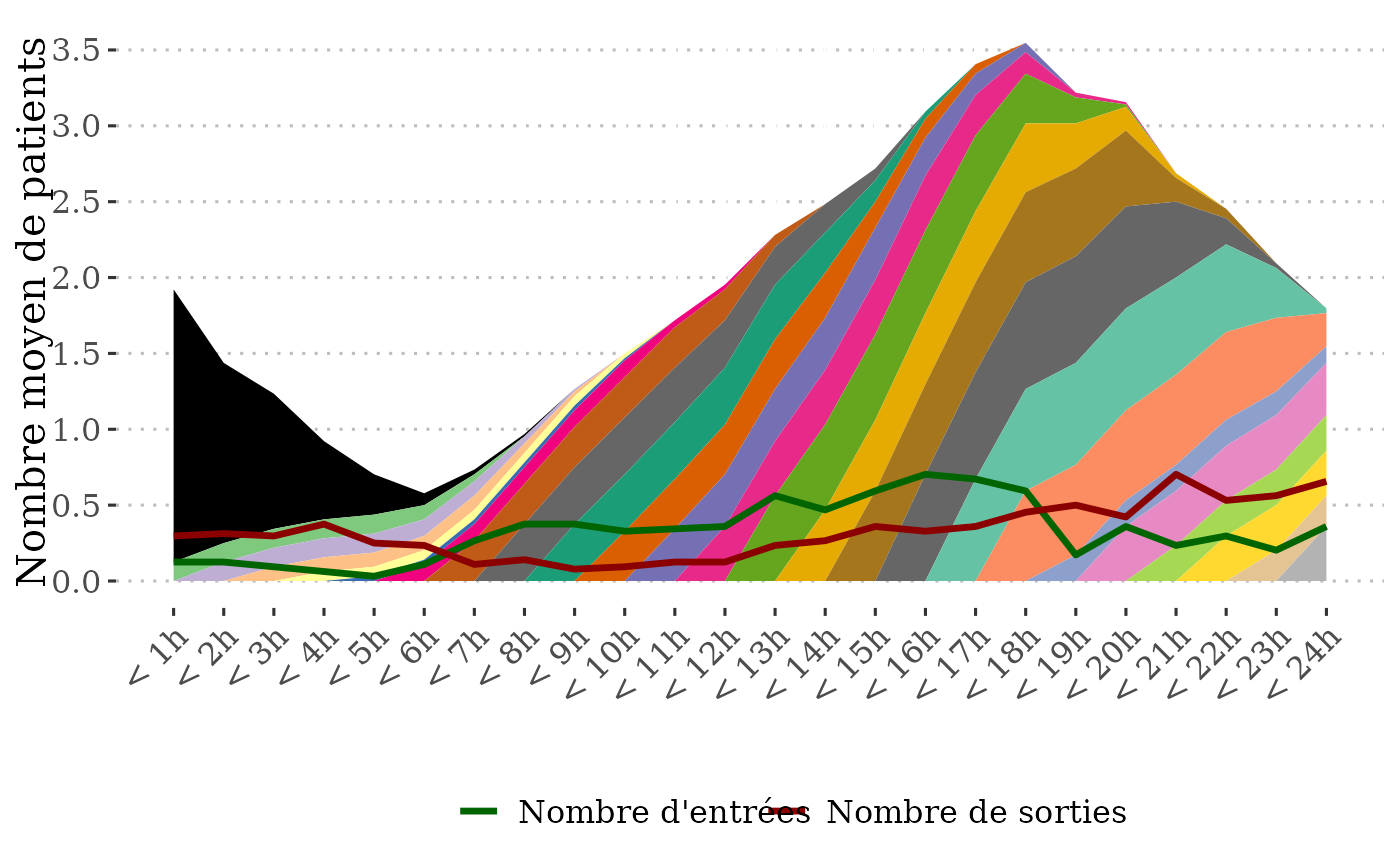 Nombre moyen de patients
3.5
3.0
2.5
2.0
1.5
1.0
0.5
0.0
< 1h
< 2h
< 3h
< 4h
< 5h
< 6h
< 7h
< 8h
< 9h
< 10h
< 11h
< 12h
< 13h
< 14h
< 15h
< 16h
< 17h
< 18h
< 19h
< 20h
< 21h
< 22h
< 23h
< 24h
Nombre d'entrées Nombre de sorties